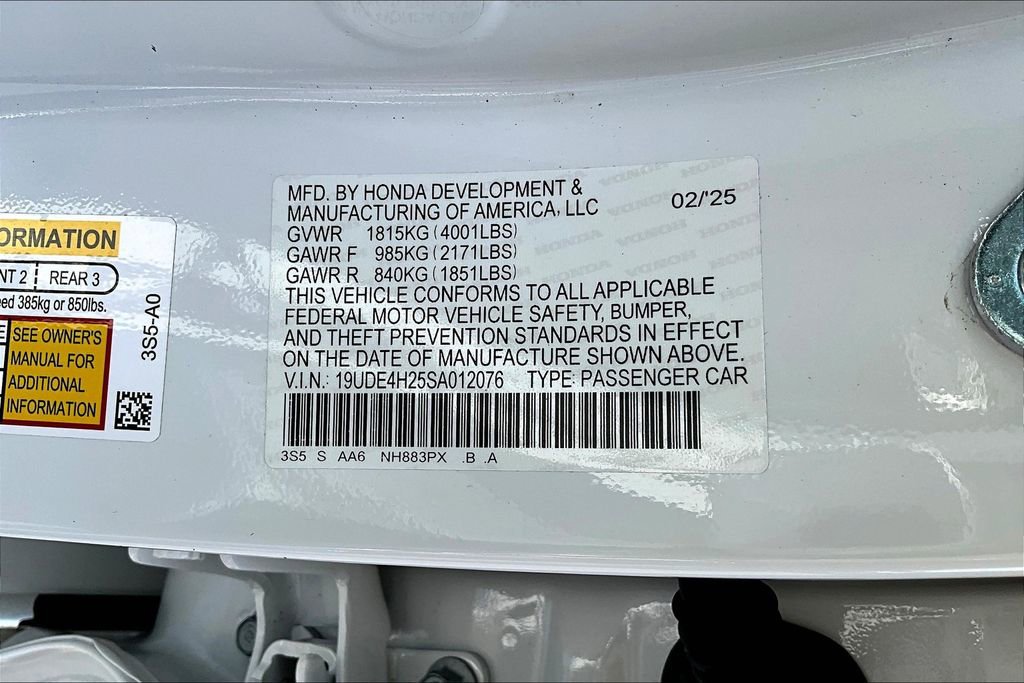 ORMATION
NT 2 REAR 3
eed 385kg or 850lbs.
SEE OWNER'S
MANUAL FOR
ADDITIONAL
INFORMATION
3S5-A0
MFD. BY HONDA DEVELOPMENT &
MANUFACTURING OF AMERICA, LLC
02/'25
GVWR 1815KG (4001LBS)
GAWR F 985KG (2171LBS)
GAWR R 840KG (1851LBS)
THIS VEHICLE CONFORMS TO ALL APPLICABLE
FEDERAL MOTOR VEHICLE SAFETY, BUMPER,
AND THEFT PREVENTION STANDARDS IN EFFECT
ON THE DATE OF MANUFACTURE SHOWN ABOVE.
V.I.N.: 19UDE4H25SA012076 TYPE: PASSENGER CAR
3S5 S AA6 NH883PX .B .A